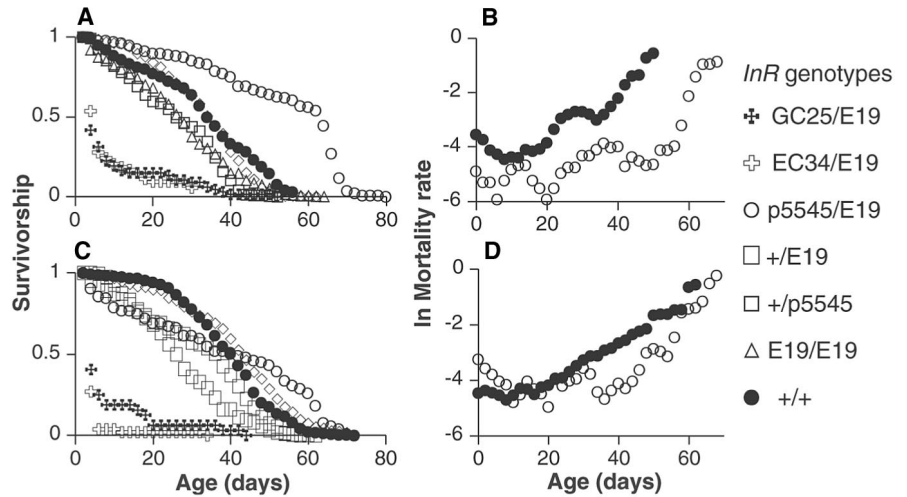 A
B
1
0.5
0
0
20
40
60
80
Survivorship
0
-2
-4
-6
0
20
40
60
ln Mortality rate
C
D
1
0.5
0
0
20
40
60
80
Age (days)
0
-2
-4
-6
0
20
40
60
Age (days)
InR genotypes
GC25/E19
EC34/E19
p5545/E19
+/E19
+/p5545
E19/E19
+/+